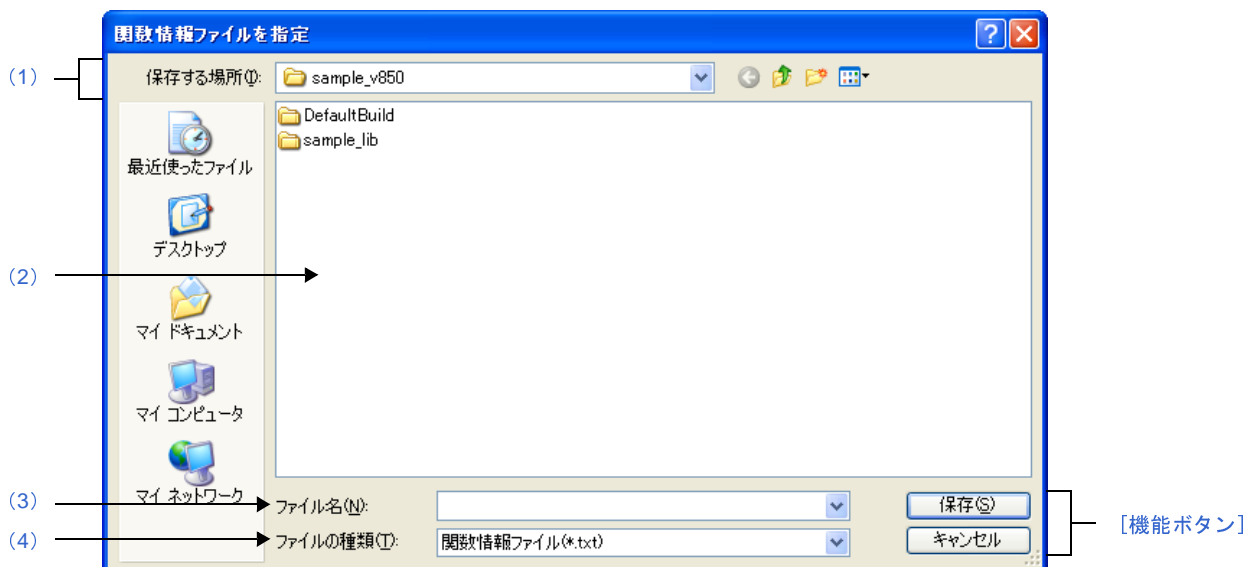 関数情報ファイルを指定
(1)
保存する場所(I):
sample_v850
DefaultBuild
sample_lib
最近使ったファイル
デスクトップ
(2)
マイ ドキュメント
マイ コンピュータ
マイ ネットワーク
(3)
ファイル名(N):
保存(S)
[機能ボタン]
(4)
ファイルの種類(T):
関数情報ファイル(*.txt)
キャンセル